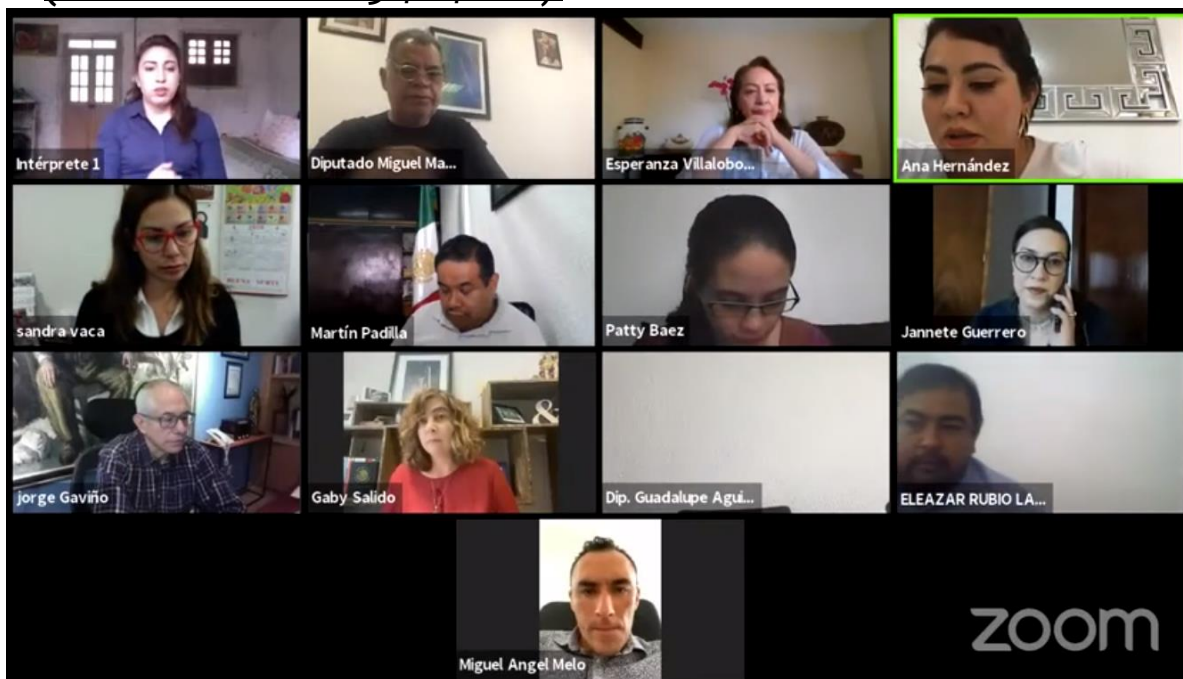 Intérprete 1
Diputado Miguel Ma...
Esperanza Villalobo...
Ana Hernández
sandra vaca
Martín Padilla
Patty Baez
Jannete Guerrero
jorge Gaviño
Gaby Salido
Dip. Guadalupe Agui...
ELEAZAR RUBIO LA...
&
Miguel Angel Melo
zoom